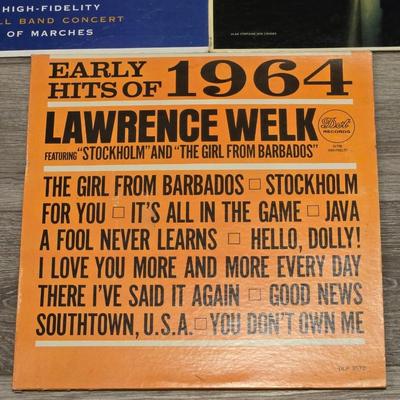 HIGH-FIDELITY
LL BAND CONCERT
OF MARCHES
EARLY
HITS OF 1964
LAWRENCE WELK
Dot
RECORDS
FEATURING "STOCKHOLM" AND "THE GIRL FROM BARBADOS"
THE GIRL FROM BARBADOS □ STOCKHOLM
FOR YOU □ IT'S ALL IN THE GAME □ JAVA
A FOOL NEVER LEARNS □ HELLO, DOLLY!
I LOVE YOU MORE AND MORE EVERY DAY
THERE I'VE SAID IT AGAIN □ GOOD NEWS
SOUTHTOWN, U.S.A. □ YOU DON'T OWN ME
DLP 3572